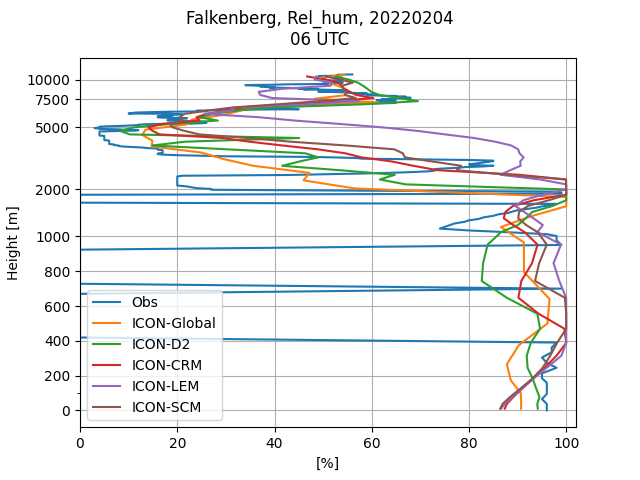 Falkenberg, Rel_hum, 20220204
06 UTC
Height [m]
10000
7500
5000
2000
1000
800
600
400
200
0
Obs
ICON-Global
ICON-D2
ICON-CRM
ICON-LEM
ICON-SCM
0 20 40 60 80 100
[%]